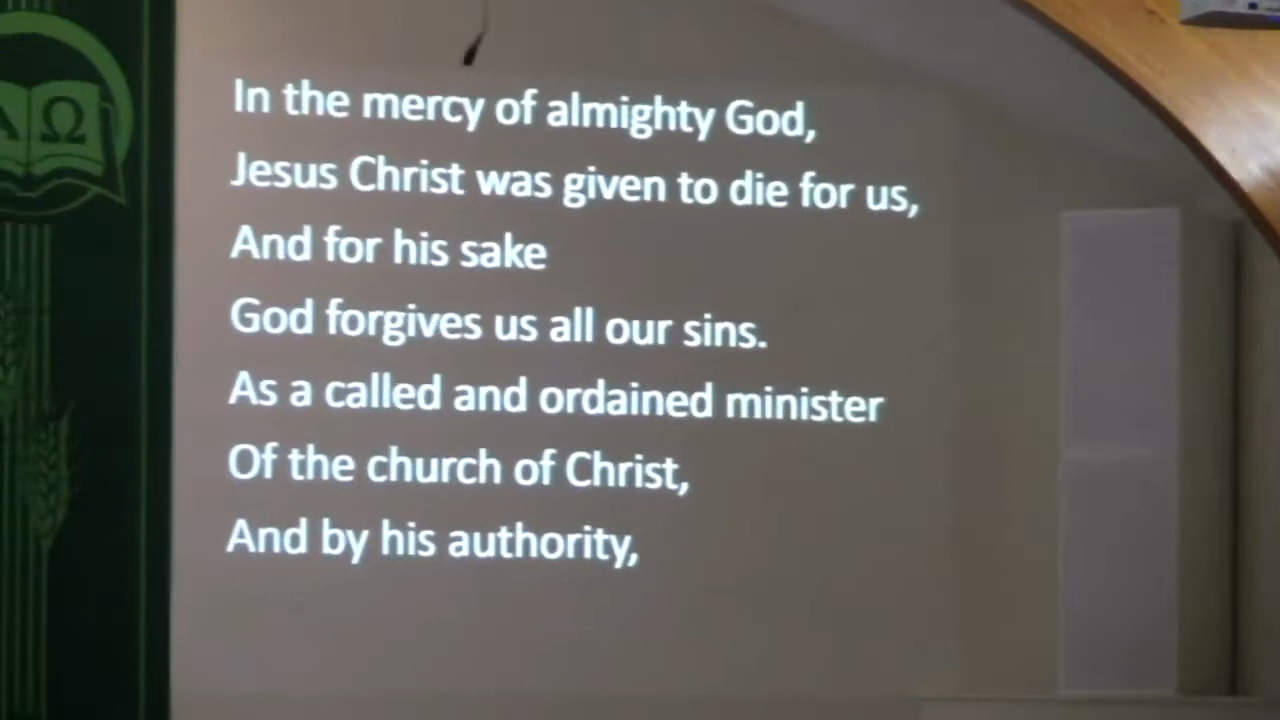 Α Ω
In the mercy of almighty God,
Jesus Christ was given to die for us,
And for his sake
God forgives us all our sins.
As a called and ordained minister
Of the church of Christ,
And by his authority,